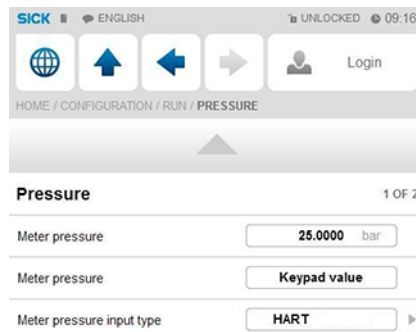 SICK ENGLISH UNLOCKED 09:16
Login
HOME / CONFIGURATION / RUN / PRESSURE
Pressure 1 OF 2
Meter pressure 25.0000 bar
Meter pressure Keypad value
Meter pressure input type HART